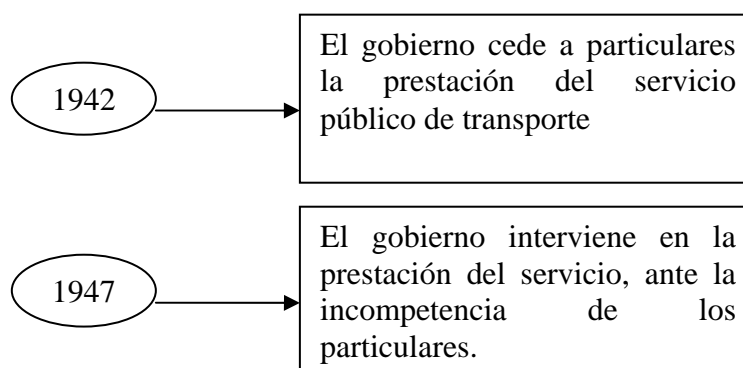 1942
El gobierno cede a particulares
la prestación del servicio
público de transporte
1947
El gobierno interviene en la
prestación del servicio, ante la
incompetencia de los
particulares.